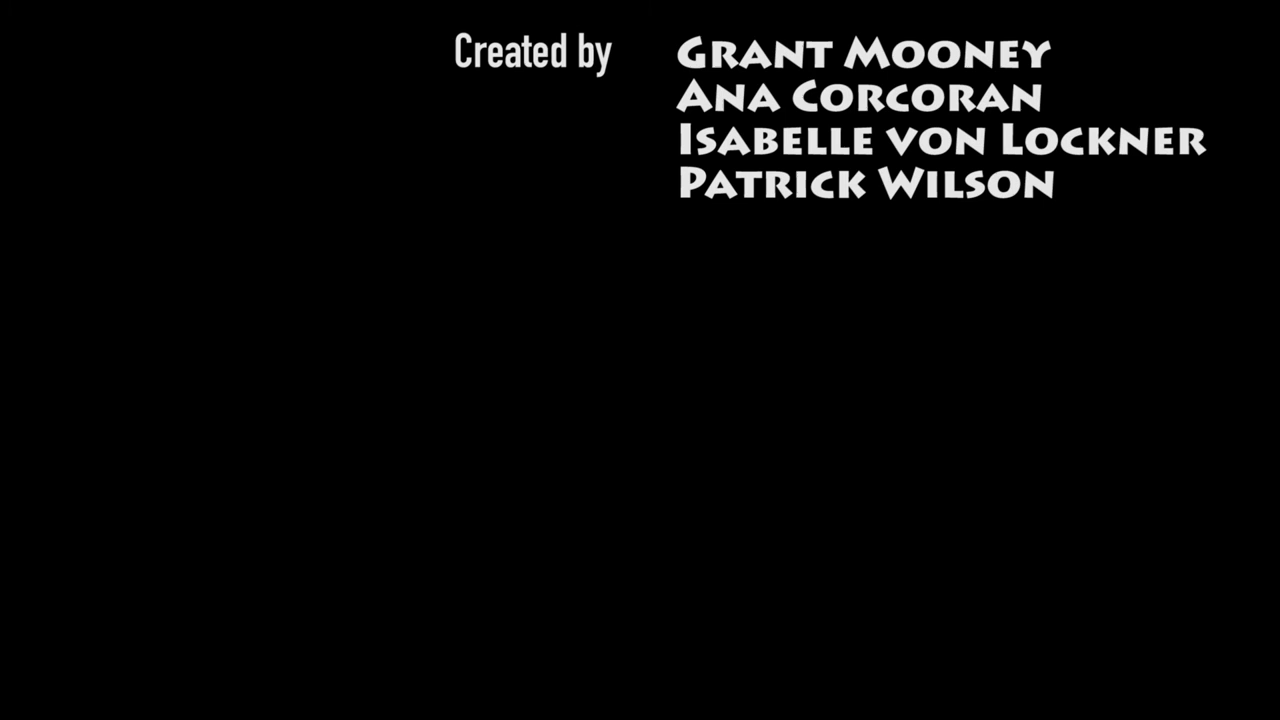 Created by Grant Mooney
Ana Corcoran
Isabelle von Lockner
Patrick Wilson